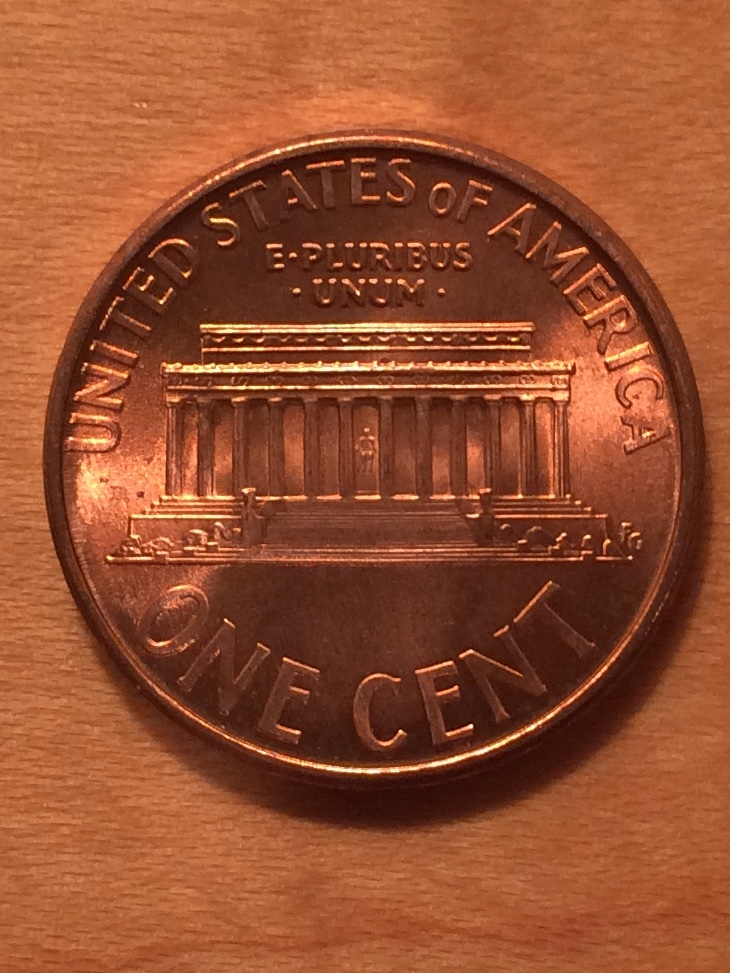 UNITED STATES OF AMERICA
E·PLURIBUS
·UNUM·
ONE CENT